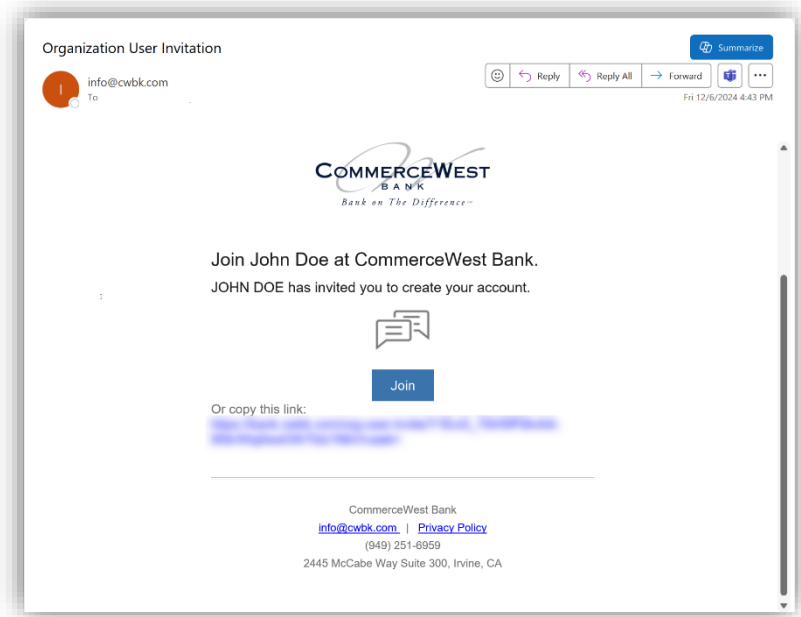 Organization User Invitation
Summarize
I
info@cwbk.com
To
Reply
Reply All
Forward
Fri 12/6/2024 4:43 PM
COMMERCEWEST
BANK
Bank on The Difference℠
Join John Doe at CommerceWest Bank.
JOHN DOE has invited you to create your account.
Join
Or copy this link:
CommerceWest Bank
info@cwbk.com | Privacy Policy
(949) 251-6959
2445 McCabe Way Suite 300, Irvine, CA